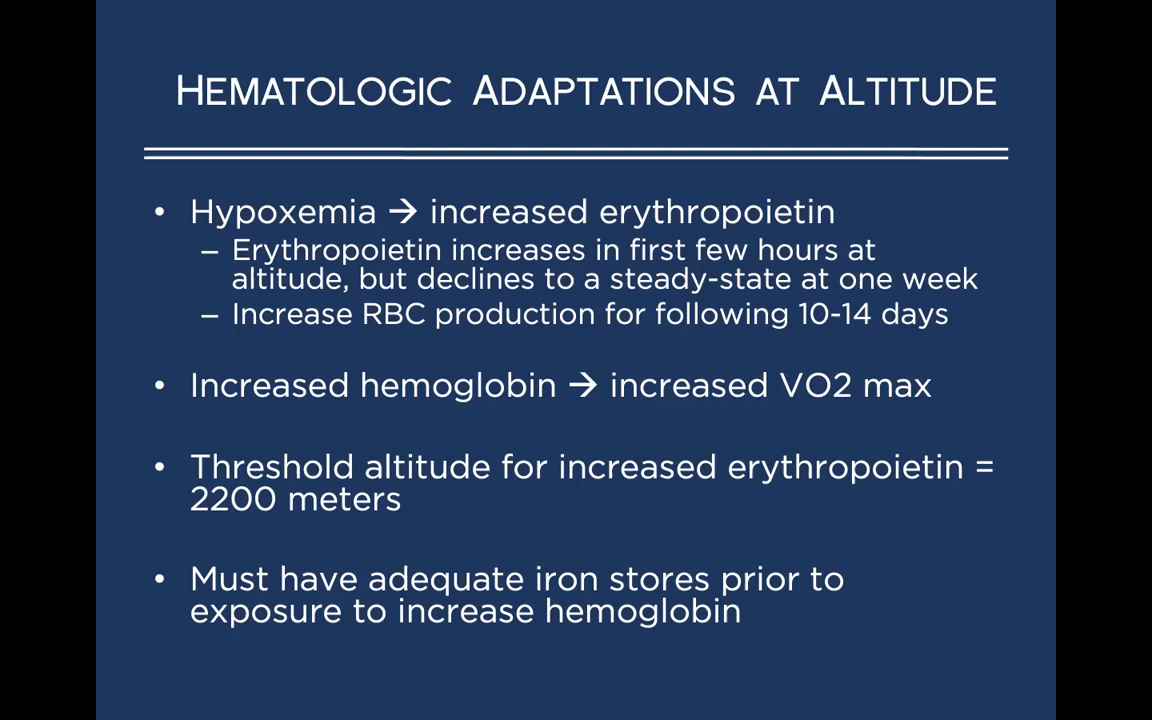 Hematologic Adaptations at Altitude
• Hypoxemia → increased erythropoietin
– Erythropoietin increases in first few hours at
altitude, but declines to a steady-state at one week
– Increase RBC production for following 10-14 days
• Increased hemoglobin → increased VO2 max
• Threshold altitude for increased erythropoietin =
2200 meters
• Must have adequate iron stores prior to
exposure to increase hemoglobin